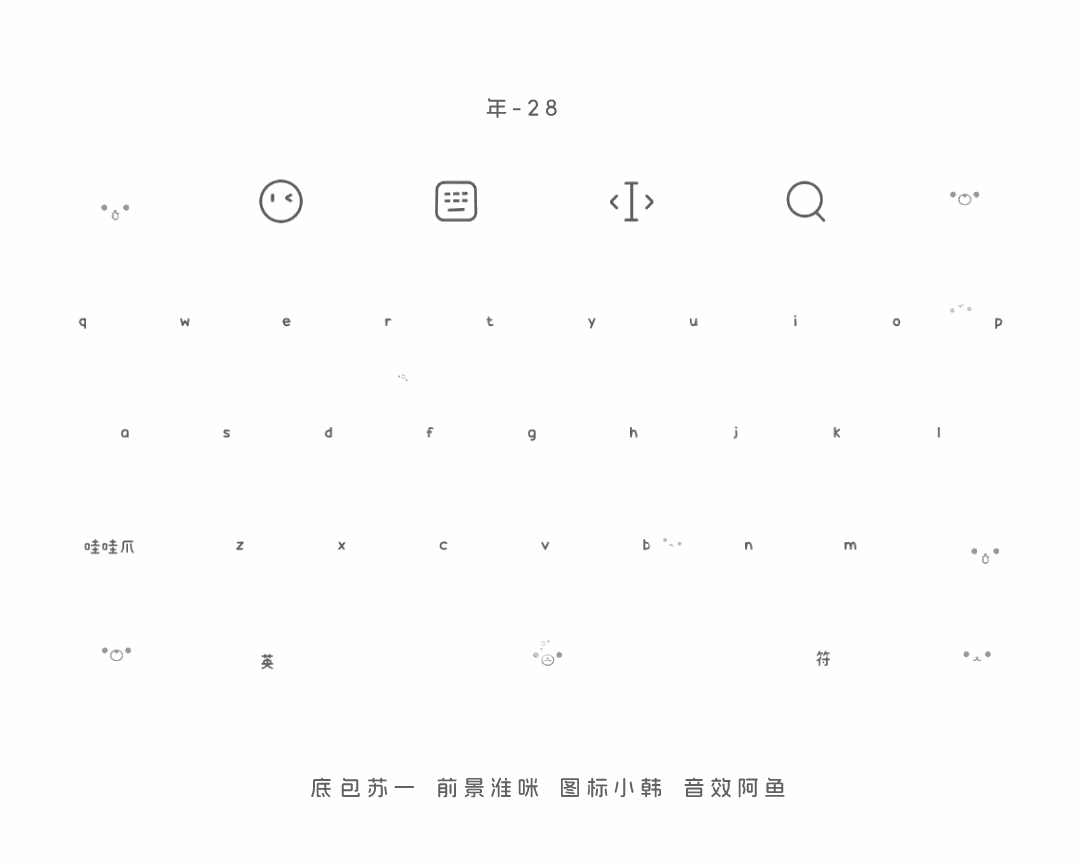 年-28
q w e r t y u i o p
a s d f g h j k l
哇哇爪 z x c v b n m
英 符
底包苏一 前景淮咪 图标小韩 音效阿鱼